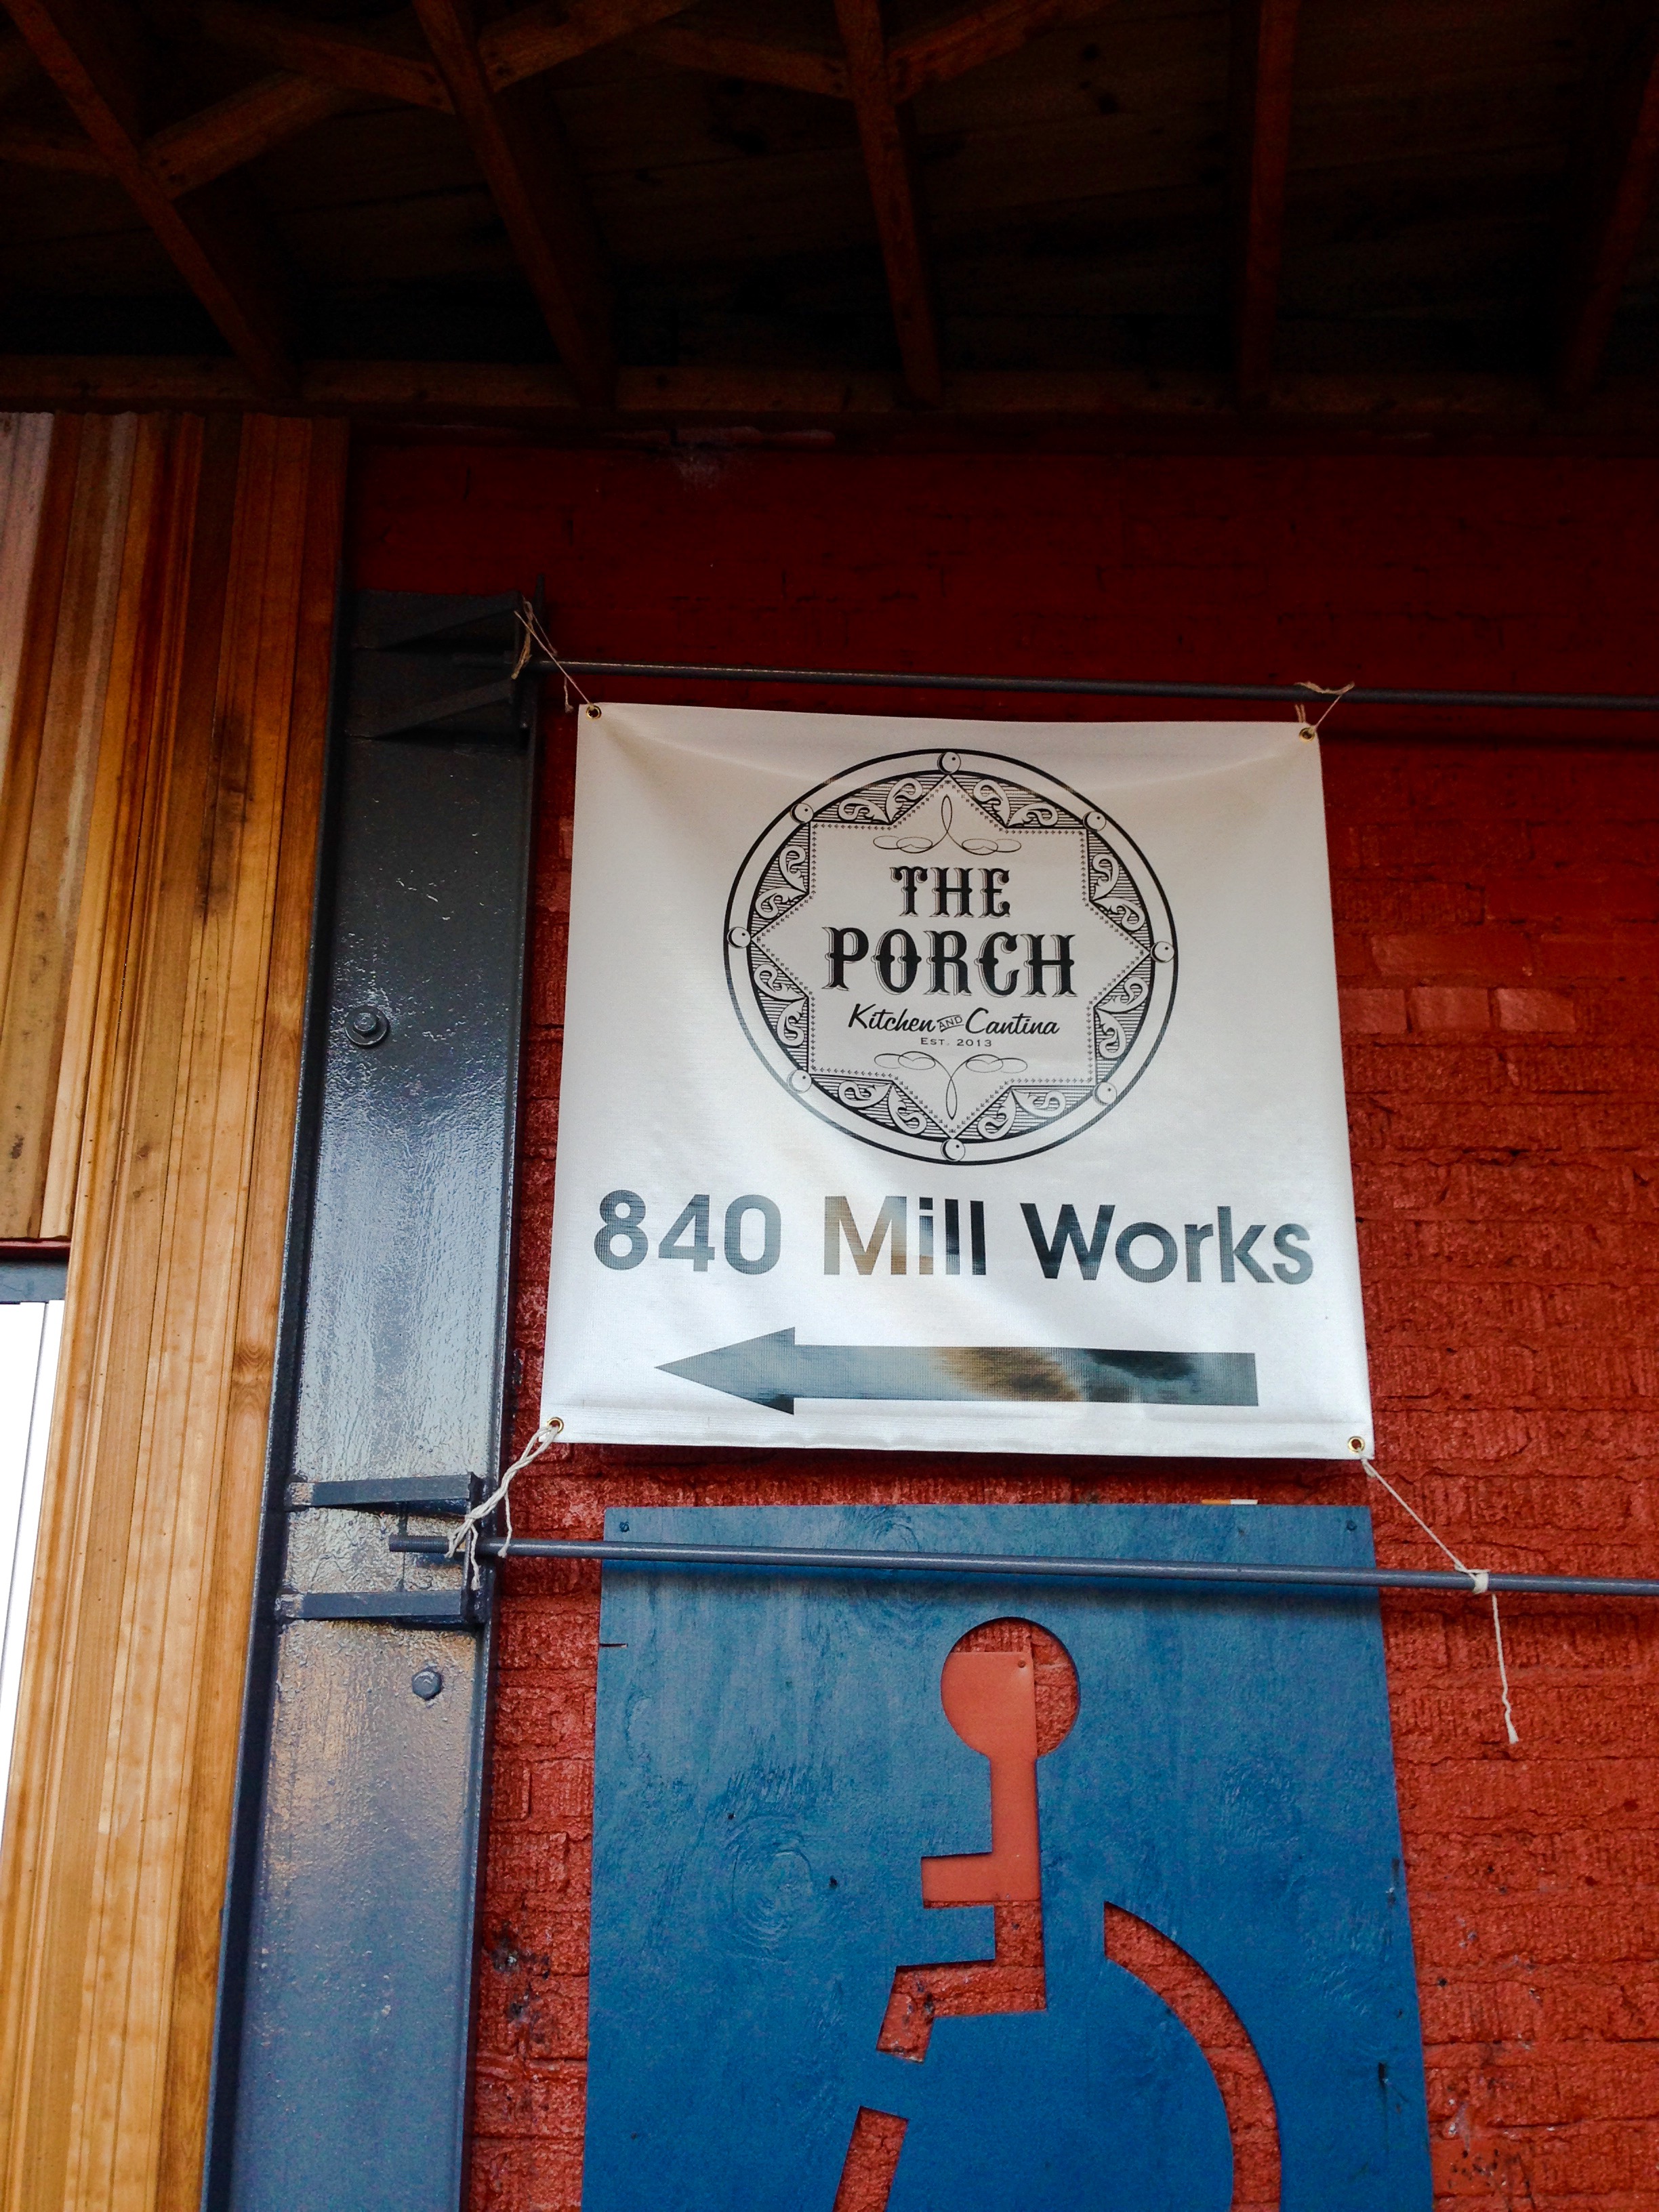 THE
PORCH
Kitchen AND Cantina
EST. 2013
840 Mill Works